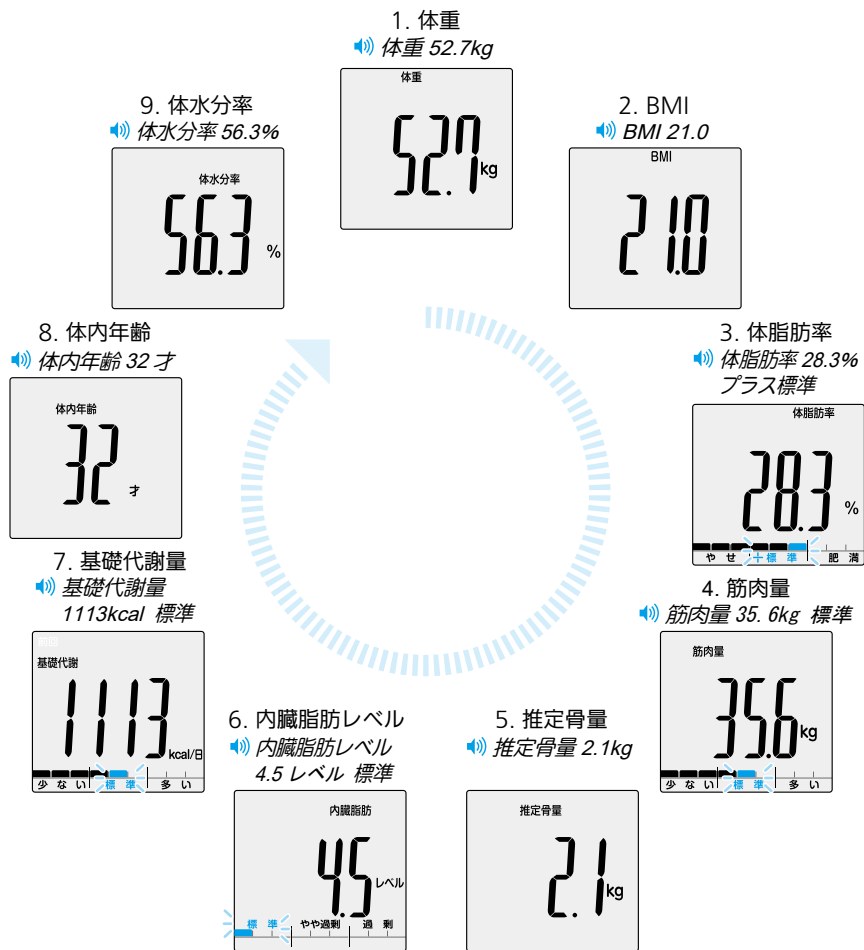 1. 体重
体重 52.7kg
体重
52.7 kg
2. BMI
BMI 21.0
BMI
21.0
3. 体脂肪率
体脂肪率 28.3%
プラス標準
体脂肪率
28.3 %
やせ +標準 肥満
4. 筋肉量
筋肉量 35. 6kg 標準
筋肉量
35.6 kg
少ない 標準 多い
5. 推定骨量
推定骨量 2.1kg
推定骨量
2.1 kg
6. 内臓脂肪レベル
内臓脂肪レベル
4.5 レベル 標準
内臓脂肪
4.5 レベル
標準 やや過剰 過剰
7. 基礎代謝量
基礎代謝量
1113kcal 標準
基礎代謝
1113 kcal/日
少ない 標準 多い
8. 体内年齢
体内年齢 32 才
体内年齢
32 才
9. 体水分率
体水分率 56.3%
体水分率
56.3 %